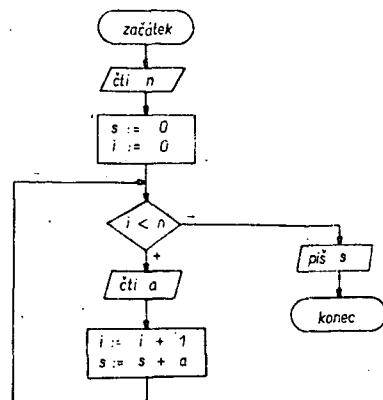 začátek
čti n
s := 0
i := 0
i < n
+
−
čti a
piš s
i := i + 1
s := s + a
konec